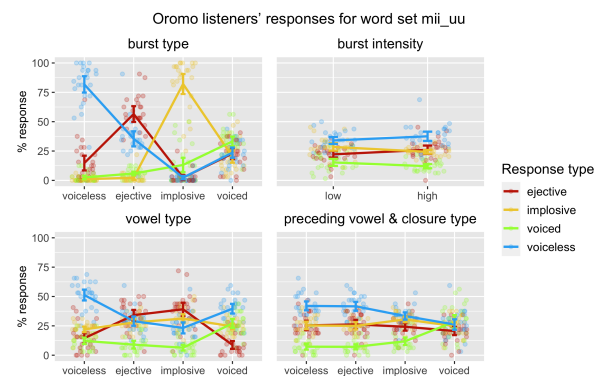 Oromo listeners' responses for word set mii_uu
burst type
burst intensity
% response
100
75
50
25
0
voiceless ejective implosive voiced
low high
vowel type
preceding vowel & closure type
% response
100
75
50
25
0
voiceless ejective implosive voiced
voiceless ejective implosive voiced
Response type
ejective
implosive
voiced
voiceless